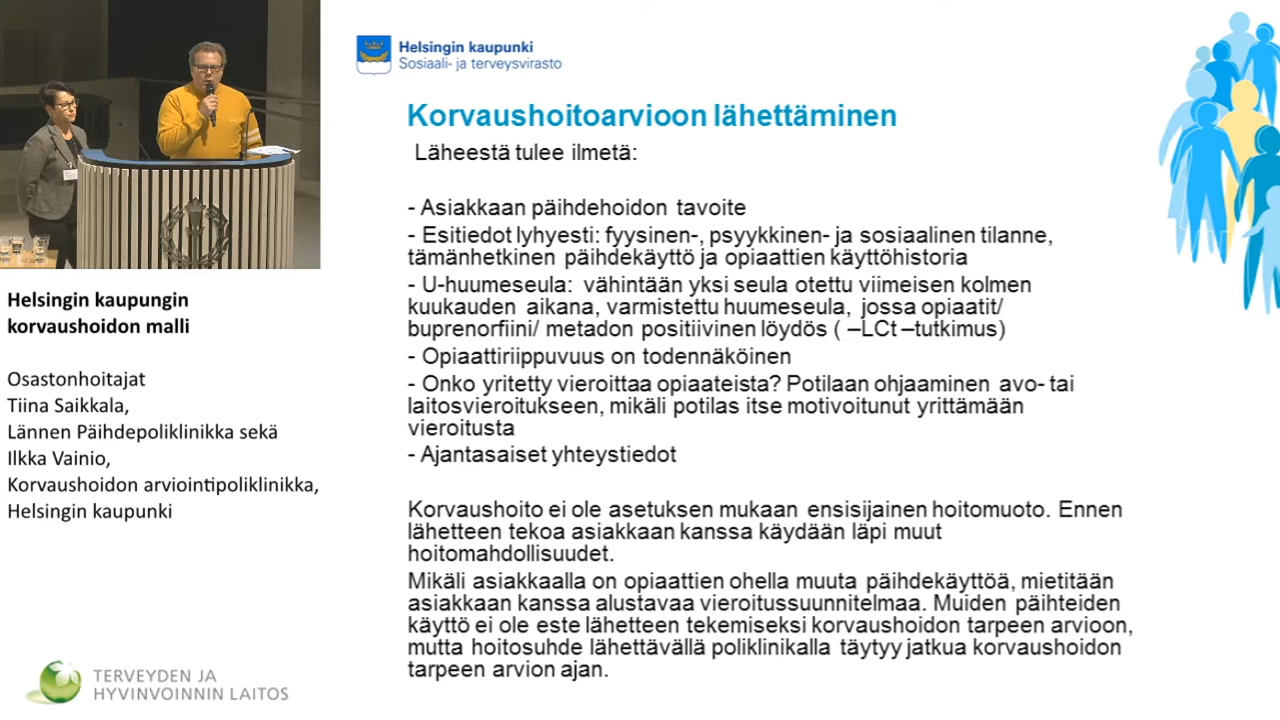 Helsingin kaupunki
Sosiaali- ja terveysvirasto
Korvaushoitoarvioon lähettäminen
Läheestä tulee ilmetä:
- Asiakkaan päihdehoidon tavoite
- Esitiedot lyhyesti: fyysinen-, psyykkinen- ja sosiaalinen tilanne,
tämänhetkinen päihdekäyttö ja opiaattien käyttöhistoria
- U-huumeseula: vähintään yksi seula otettu viimeisen kolmen
kuukauden aikana, varmistettu huumeseula, jossa opiaatit/
buprenorfiini/ metadon positiivinen löydös ( –LCt –tutkimus)
- Opiaattiriippuvuus on todennäköinen
- Onko yritetty vieroittaa opiaateista? Potilaan ohjaaminen avo- tai
laitosvieroitukseen, mikäli potilas itse motivoitunut yrittämään
vieroitusta
- Ajantasaiset yhteystiedot
Korvaushoito ei ole asetuksen mukaan ensisijainen hoitomuoto. Ennen
lähetteen tekoa asiakkaan kanssa käydään läpi muut
hoitomahdollisuudet.
Mikäli asiakkaalla on opiaattien ohella muuta päihdekäyttöä, mietitään
asiakkaan kanssa alustavaa vieroitussuunnitelmaa. Muiden päihteiden
käyttö ei ole este lähetteen tekemiseksi korvaushoidon tarpeen arvioon,
mutta hoitosuhde lähettävällä poliklinikalla täytyy jatkua korvaushoidon
tarpeen arvion ajan.
Helsingin kaupungin
korvaushoidon malli
Osastonhoitajat
Tiina Saikkala,
Lännen Päihdepoliklinikka sekä
Ilkka Vainio,
Korvaushoidon arviointipoliklinikka,
Helsingin kaupunki
TERVEYDEN JA
HYVINVOINNIN LAITOS